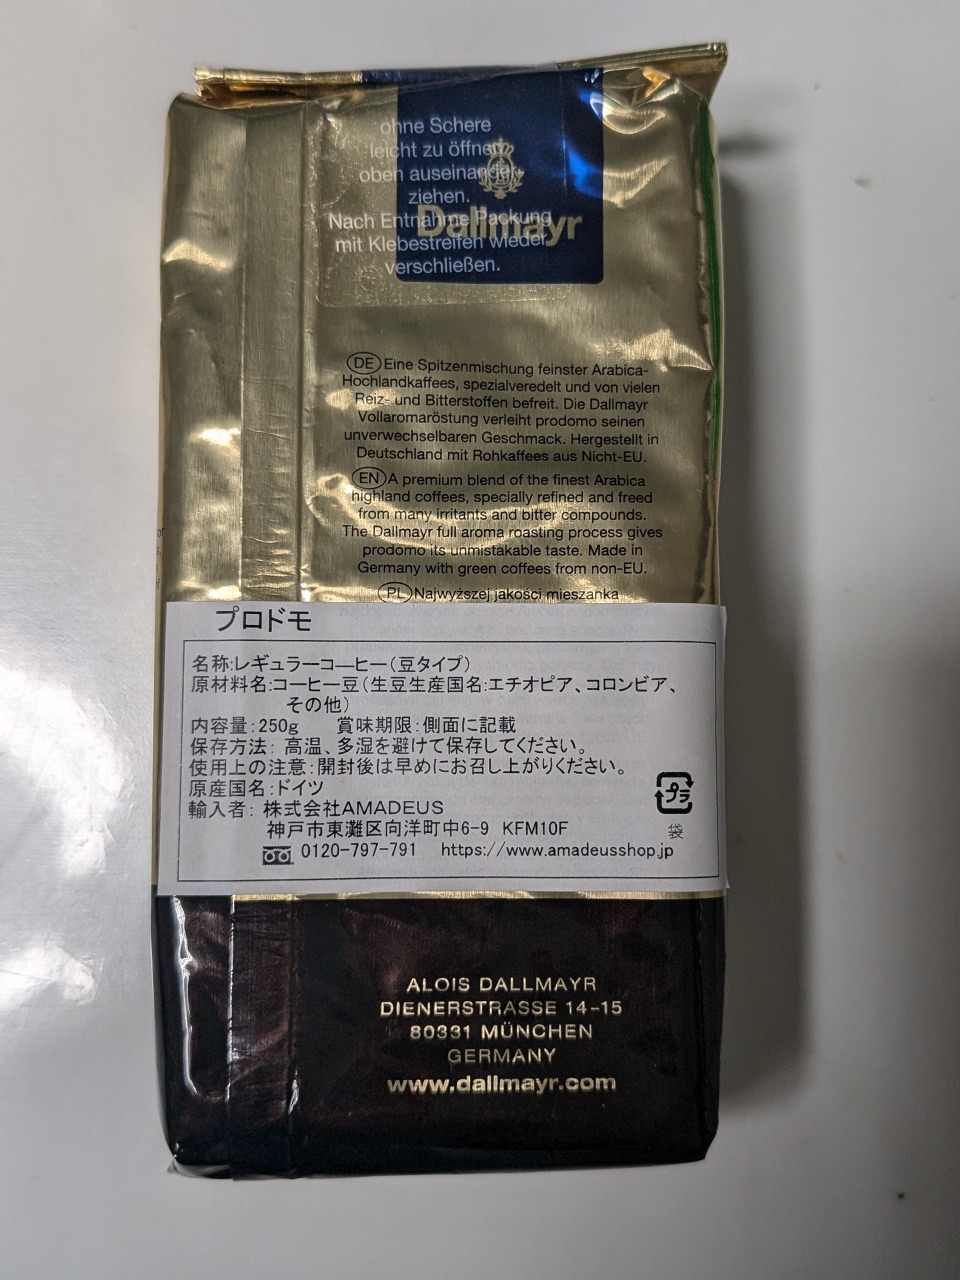 ohne Schere
leicht zu öffnen
oben auseinander-
ziehen.
Nach Entnahme Packung
mit Klebestreifen wieder
verschließen.
Dallmayr
DE Eine Spitzenmischung feinster Arabica-
Hochlandkaffees, spezialveredelt und von vielen
Reiz- und Bitterstoffen befreit. Die Dallmayr
Vollaromaröstung verleiht prodomo seinen
unverwechselbaren Geschmack. Hergestellt in
Deutschland mit Rohkaffees aus Nicht-EU.
EN A premium blend of the finest Arabica
highland coffees, specially refined and freed
from many irritants and bitter compounds.
The Dallmayr full aroma roasting process gives
prodomo its unmistakable taste. Made in
Germany with green coffees from non-EU.
PL Najwyższej jakości mieszanka
プロドモ
名称:レギュラーコーヒー(豆タイプ)
原材料名:コーヒー豆(生豆生産国名:エチオピア、コロンビア、
その他)
内容量:250g 賞味期限:側面に記載
保存方法: 高温、多湿を避けて保存してください。
使用上の注意:開封後は早めにお召し上がりください。
原産国名:ドイツ
輸入者: 株式会社AMADEUS
神戸市東灘区向洋町中6-9 KFM10F
0120-797-791 https://www.amadeusshop.jp
プラ
袋
ALOIS DALLMAYR
DIENERSTRASSE 14-15
80331 MÜNCHEN
GERMANY
www.dallmayr.com